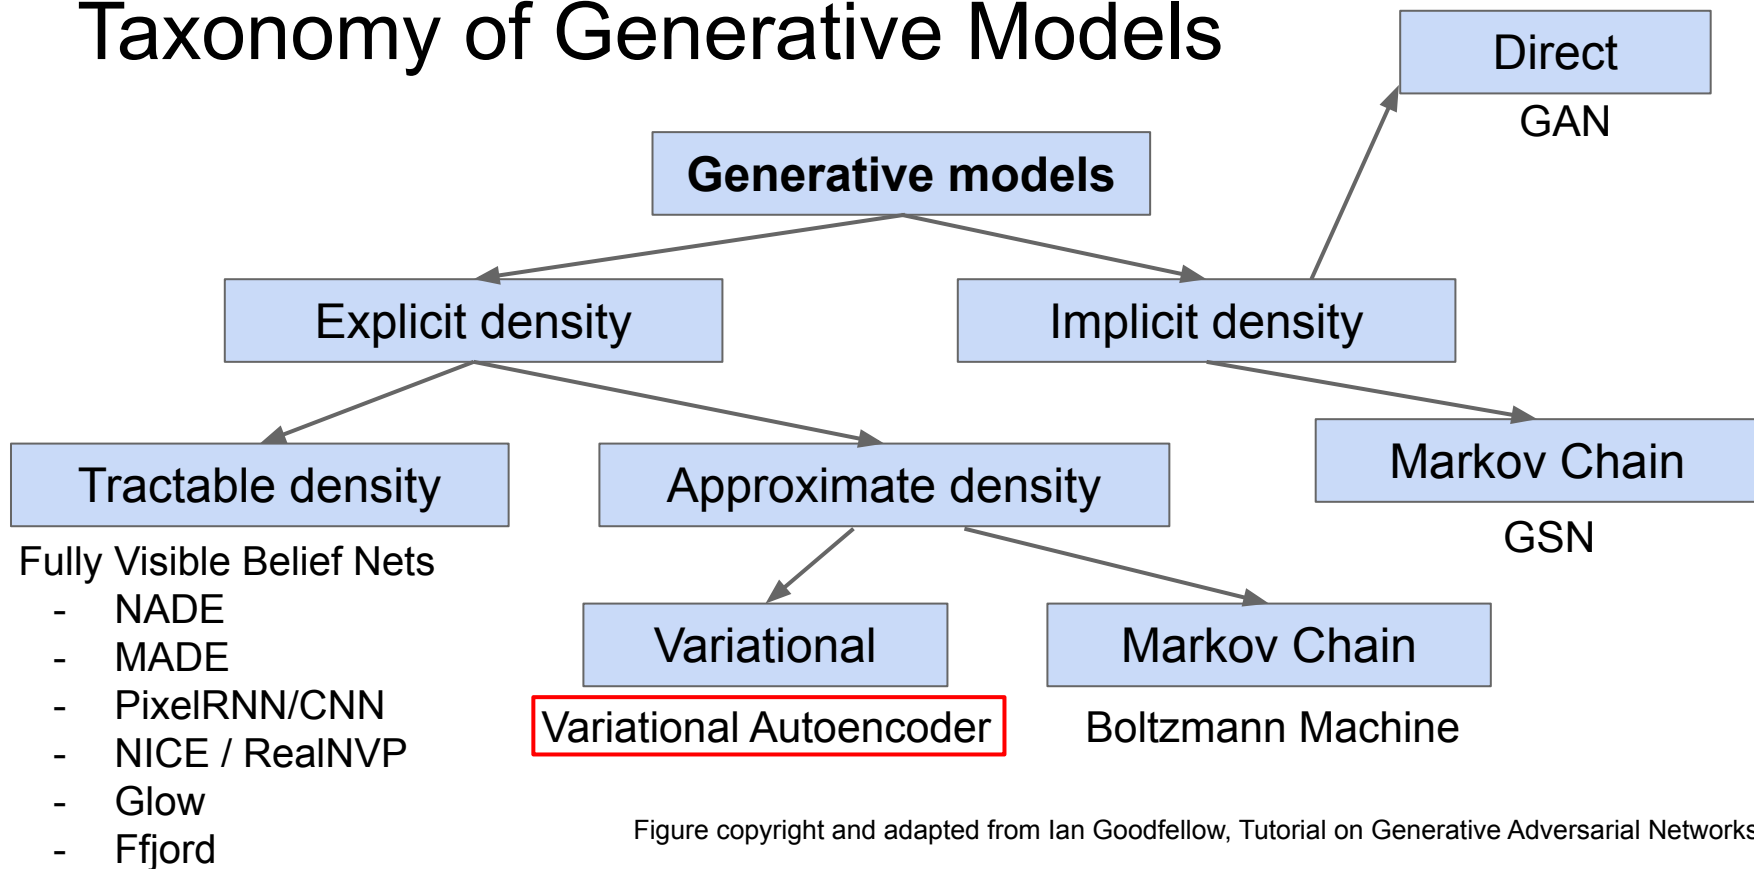 Taxonomy of Generative Models
Direct
GAN
Generative models
Explicit density
Implicit density
Tractable density
Approximate density
Markov Chain
GSN
Fully Visible Belief Nets
- NADE
- MADE
- PixelRNN/CNN
- NICE / RealNVP
- Glow
- Ffjord
Variational
Markov Chain
Variational Autoencoder
Boltzmann Machine
Figure copyright and adapted from Ian Goodfellow, Tutorial on Generative Adversarial Networks